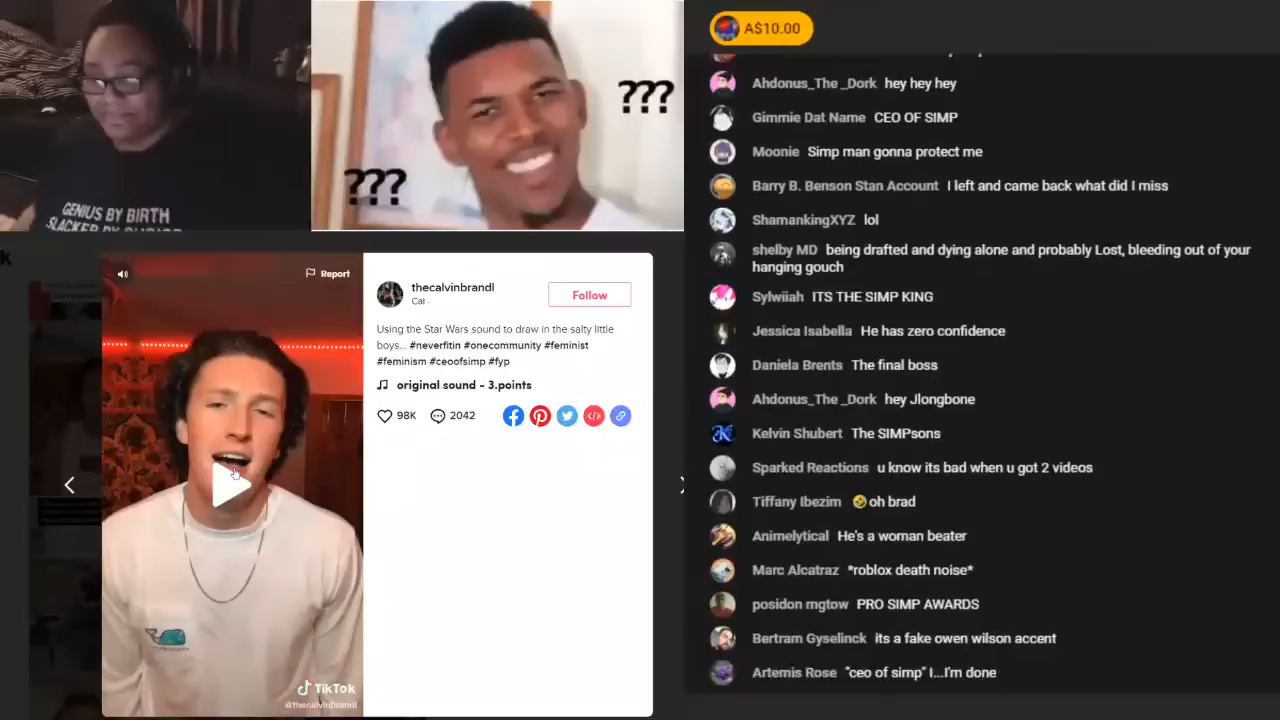 GENIUS BY BIRTH
???
???
k
Report
thecalvinbrandl
Cal -
Follow
Using the Star Wars sound to draw in the salty little
boys... #neverfitin #onecommunity #feminist
#feminism #ceoofsimp #fyp
original sound - 3.points
98K
2042
TikTok
@thecalvinbrandl
A$10.00
Ahdonus_The _Dork hey hey hey
Gimmie Dat Name CEO OF SIMP
Moonie Simp man gonna protect me
Barry B. Benson Stan Account I left and came back what did I miss
ShamankingXYZ lol
shelby MD being drafted and dying alone and probably Lost, bleeding out of your
hanging gouch
Sylwiiah ITS THE SIMP KING
Jessica Isabella He has zero confidence
Daniela Brents The final boss
Ahdonus_The _Dork hey Jlongbone
Kelvin Shubert The SIMPsons
Sparked Reactions u know its bad when u got 2 videos
Tiffany Ibezim 🤣 oh brad
Animelytical He's a woman beater
Marc Alcatraz *roblox death noise*
posidon mgtow PRO SIMP AWARDS
Bertram Gyselinck its a fake owen wilson accent
Artemis Rose "ceo of simp" I...I'm done